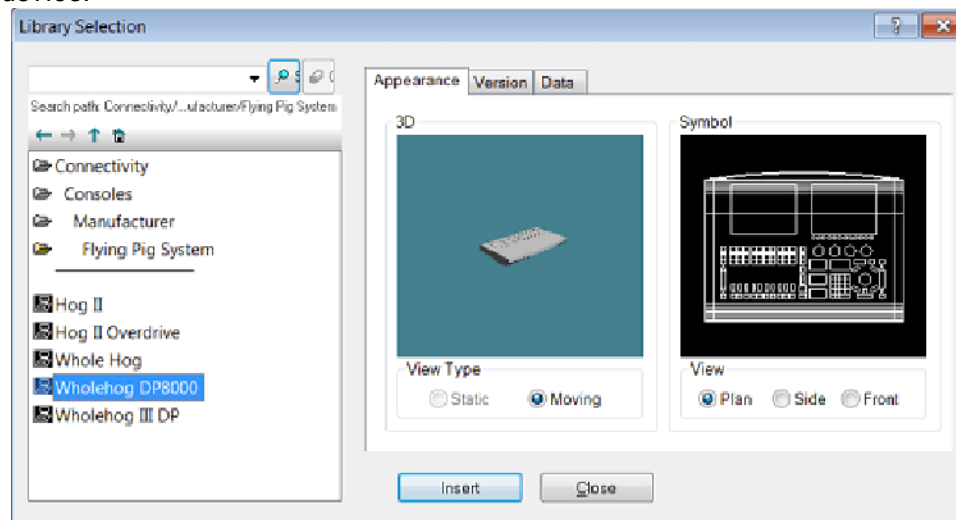 Library Selection
Search path: Connectivity/...ufacturer/Flying Pig System
Connectivity
Consoles
Manufacturer
Flying Pig System
Hog II
Hog II Overdrive
Whole Hog
Wholehog DP8000
Wholehog III DP
Appearance Version Data
3D
View Type
Static Moving
Symbol
View
Plan Side Front
Insert Close